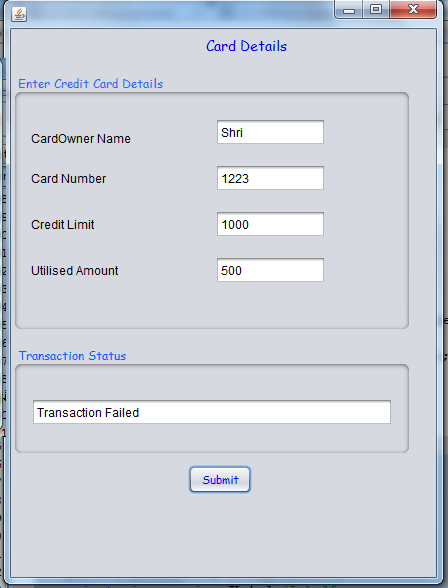 Card Details
Enter Credit Card Details
CardOwner Name Shri
Card Number 1223
Credit Limit 1000
Utilised Amount 500
Transaction Status
Transaction Failed
Submit